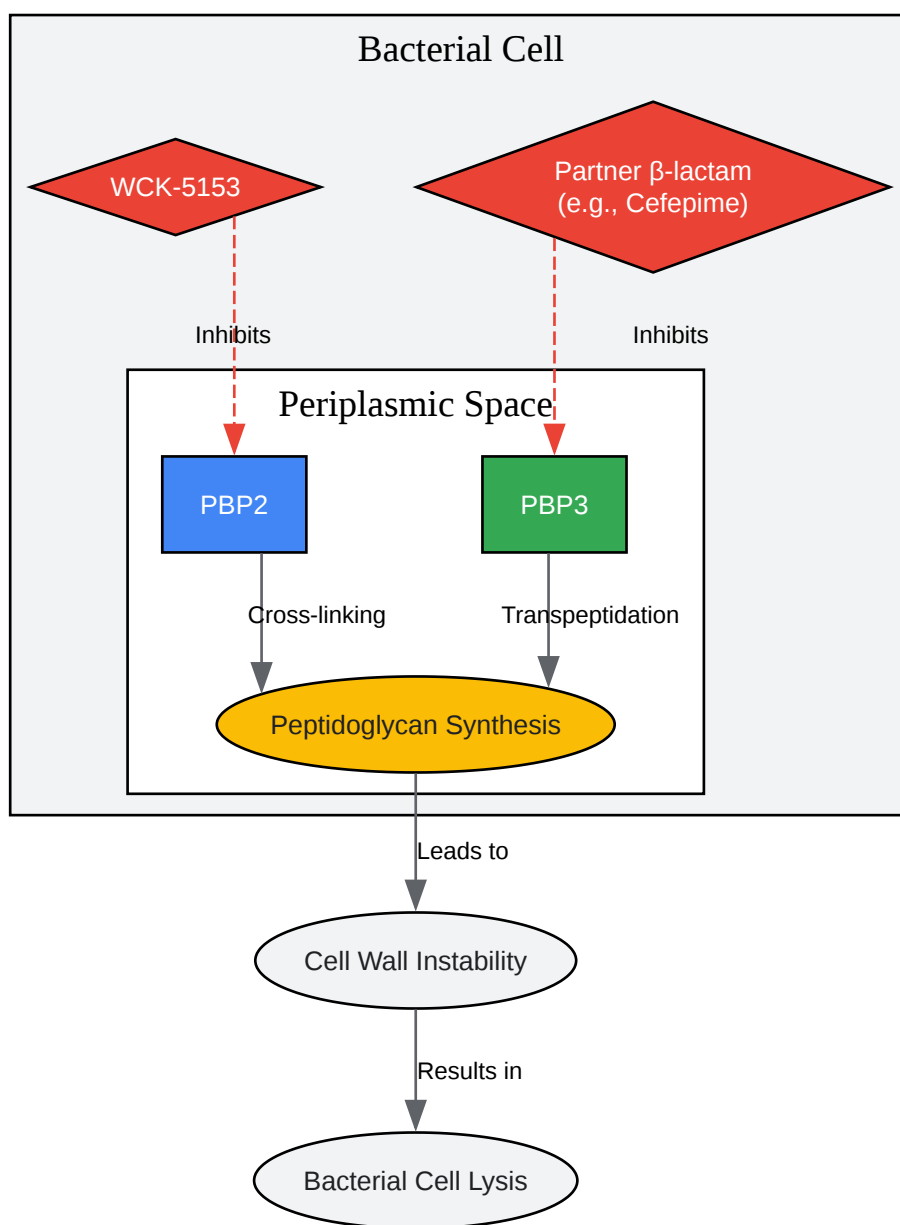 Bacterial Cell
WCK-5153
Partner β-lactam
(e.g., Cefepime)
Inhibits
Inhibits
Periplasmic Space
PBP2
PBP3
Cross-linking
Transpeptidation
Peptidoglycan Synthesis
Leads to
Cell Wall Instability
Results in
Bacterial Cell Lysis